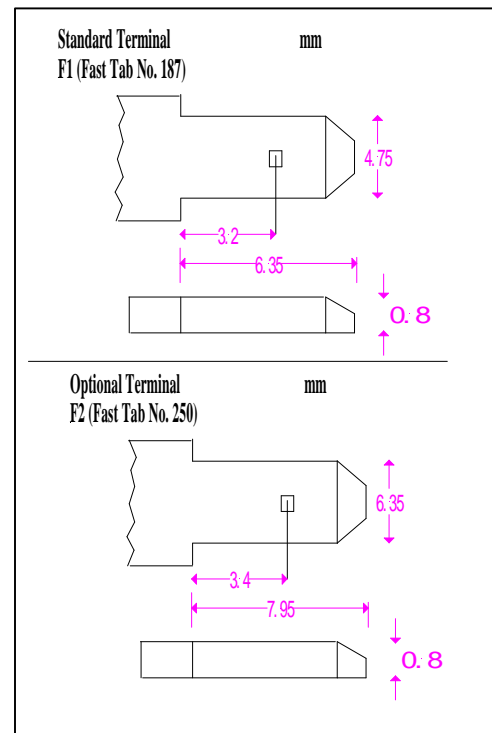 Standard Terminal mm
F1 (Fast Tab No. 187)
4.75
3.2
6.35
0.8
Optional Terminal mm
F2 (Fast Tab No. 250)
6.35
3.4
7.95
0.8